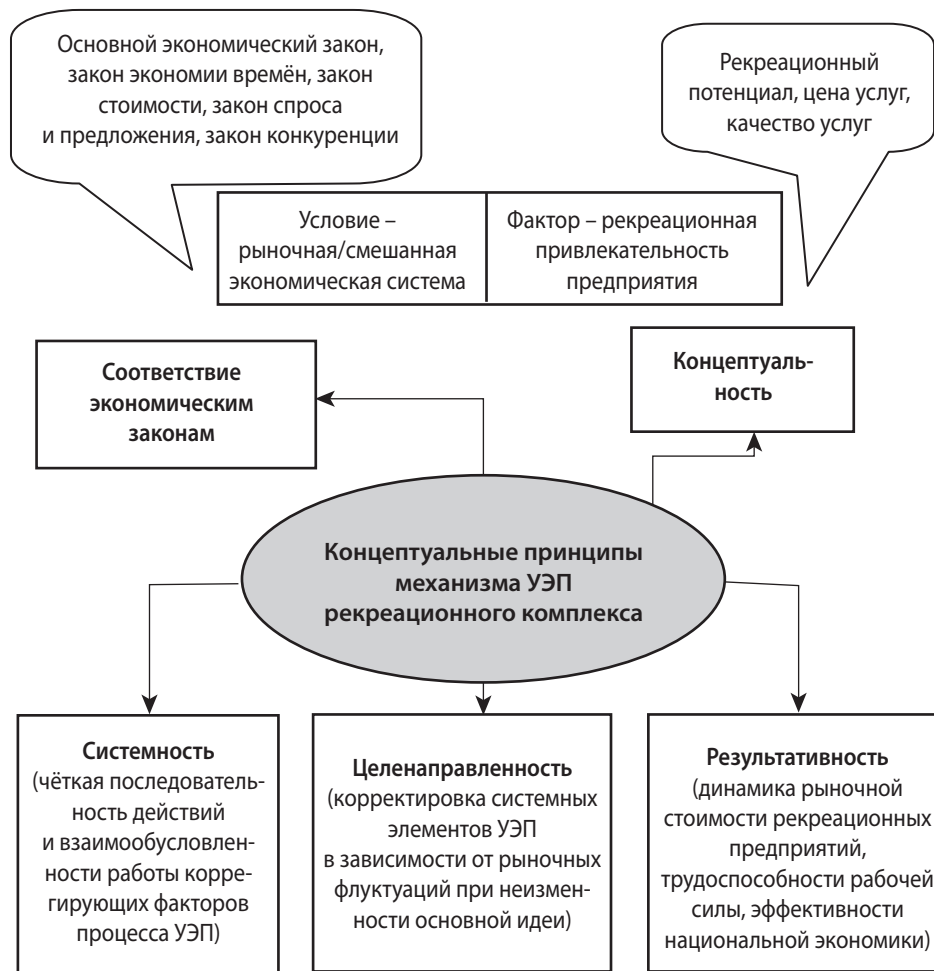 Основной экономический закон,
закон экономии времён, закон
стоимости, закон спроса
и предложения, закон конкуренции
Рекреационный
потенциал, цена услуг,
качество услуг
Условие –
рыночная/смешанная
экономическая система
Фактор – рекреационная
привлекательность
предприятия
Соответствие
экономическим
законам
Концептуаль-
ность
Концептуальные принципы
механизма УЭП
рекреационного комплекса
Системность
(чёткая последователь-
ность действий
и взаимообусловлен-
ности работы корре-
гирующих факторов
процесса УЭП)
Целенаправленность
(корректировка системных
элементов УЭП
в зависимости от рыночных
флуктуаций при неизмен-
ности основной идеи)
Результативность
(динамика рыночной
стоимости рекреационных
предприятий,
трудоспособности рабочей
силы, эффективности
национальной экономики)